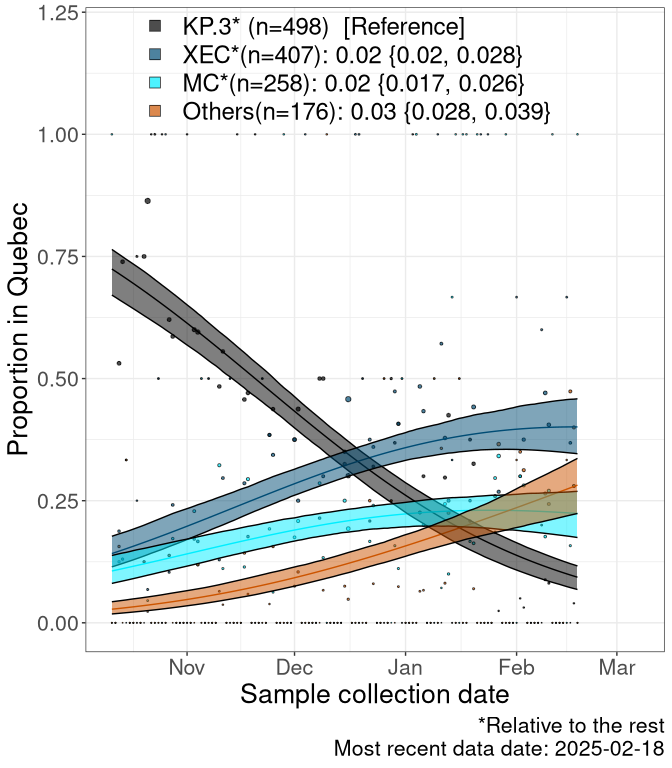 KP.3* (n=498)  [Reference]
XEC*(n=407): 0.02 {0.02, 0.028}
MC*(n=258): 0.02 {0.017, 0.026}
Others(n=176): 0.03 {0.028, 0.039}
1.25
1.00
0.75
0.50
0.25
0.00
Proportion in Quebec
Nov Dec Jan Feb Mar
Sample collection date
*Relative to the rest
Most recent data date: 2025-02-18